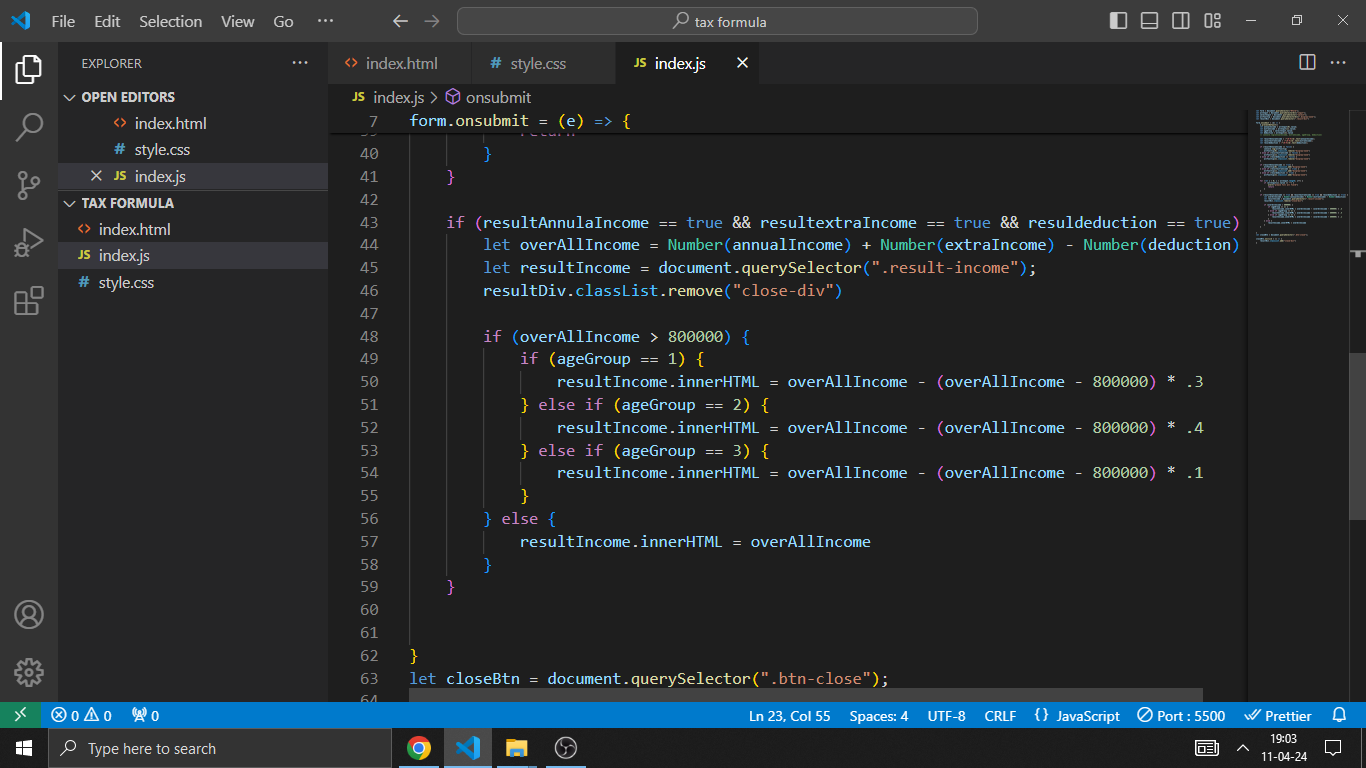 File Edit Selection View Go ··· tax formula
EXPLORER ···
OPEN EDITORS
<> index.html
# style.css
JS index.js
TAX FORMULA
<> index.html
JS index.js
# style.css
<> index.html # style.css JS index.js
JS index.js > onsubmit
7 form.onsubmit = (e) => {
40 }
41 }
42
43 if (resultAnnulaIncome == true && resultextraIncome == true && resuldeduction == true)
44 let overAllIncome = Number(annualIncome) + Number(extraIncome) - Number(deduction)
45 let resultIncome = document.querySelector(".result-income");
46 resultDiv.classList.remove("close-div")
47
48 if (overAllIncome > 800000) {
49 if (ageGroup == 1) {
50 resultIncome.innerHTML = overAllIncome - (overAllIncome - 800000) * .3
51 } else if (ageGroup == 2) {
52 resultIncome.innerHTML = overAllIncome - (overAllIncome - 800000) * .4
53 } else if (ageGroup == 3) {
54 resultIncome.innerHTML = overAllIncome - (overAllIncome - 800000) * .1
55 }
56 } else {
57 resultIncome.innerHTML = overAllIncome
58 }
59 }
60
61
62 }
63 let closeBtn = document.querySelector(".btn-close");
64
0 0 0 Ln 23, Col 55 Spaces: 4 UTF-8 CRLF {} JavaScript Port : 5500 Prettier
Type here to search
19:03
11-04-24